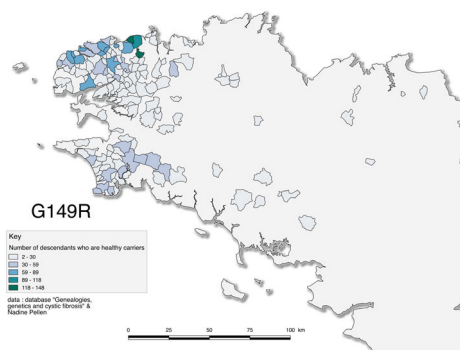 G149R
Key
Number of descendants who are healthy carriers
2 - 30
30 - 59
59 - 89
89 - 118
118 - 148
data : database "Genealogies,
genetics and cystic fibrosis" &
Nadine Pellen
0 25 50 75 100 km